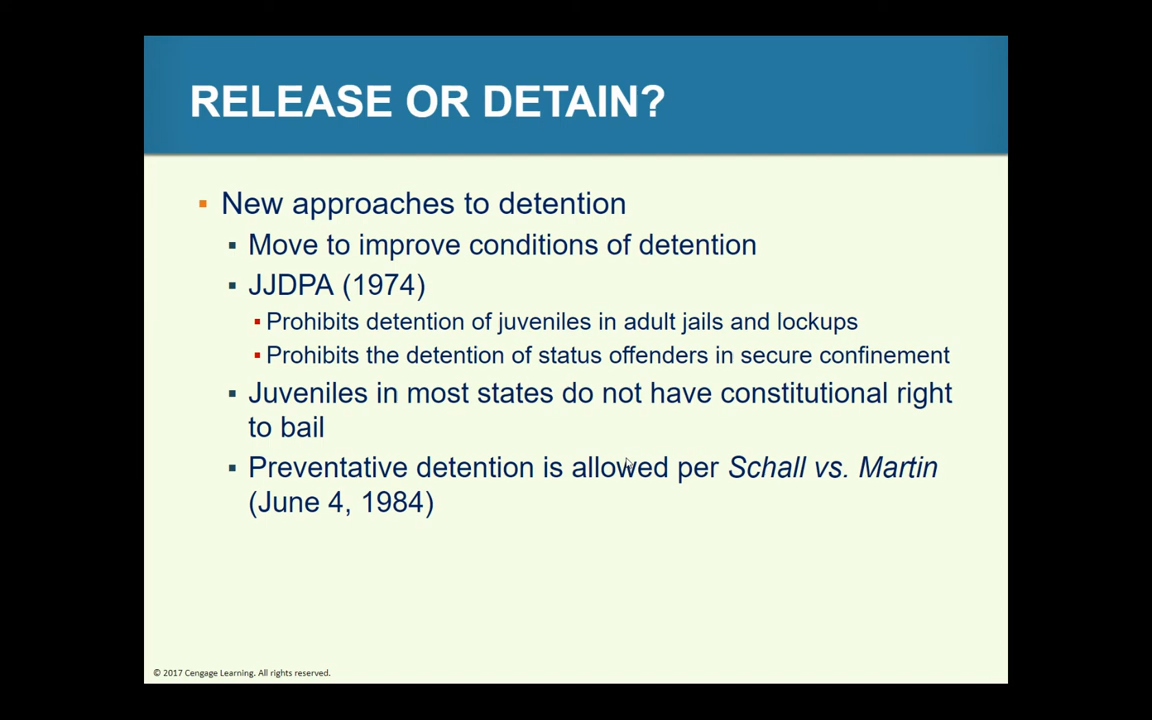 RELEASE OR DETAIN?
New approaches to detention
Move to improve conditions of detention
JJDPA (1974)
Prohibits detention of juveniles in adult jails and lockups
Prohibits the detention of status offenders in secure confinement
Juveniles in most states do not have constitutional right
to bail
Preventative detention is allowed per Schall vs. Martin
(June 4, 1984)
© 2017 Cengage Learning. All rights reserved.